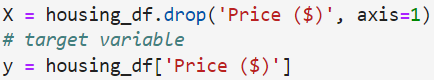 X = housing_df.drop('Price ($)', axis=1)
# target variable
y = housing_df['Price ($)']